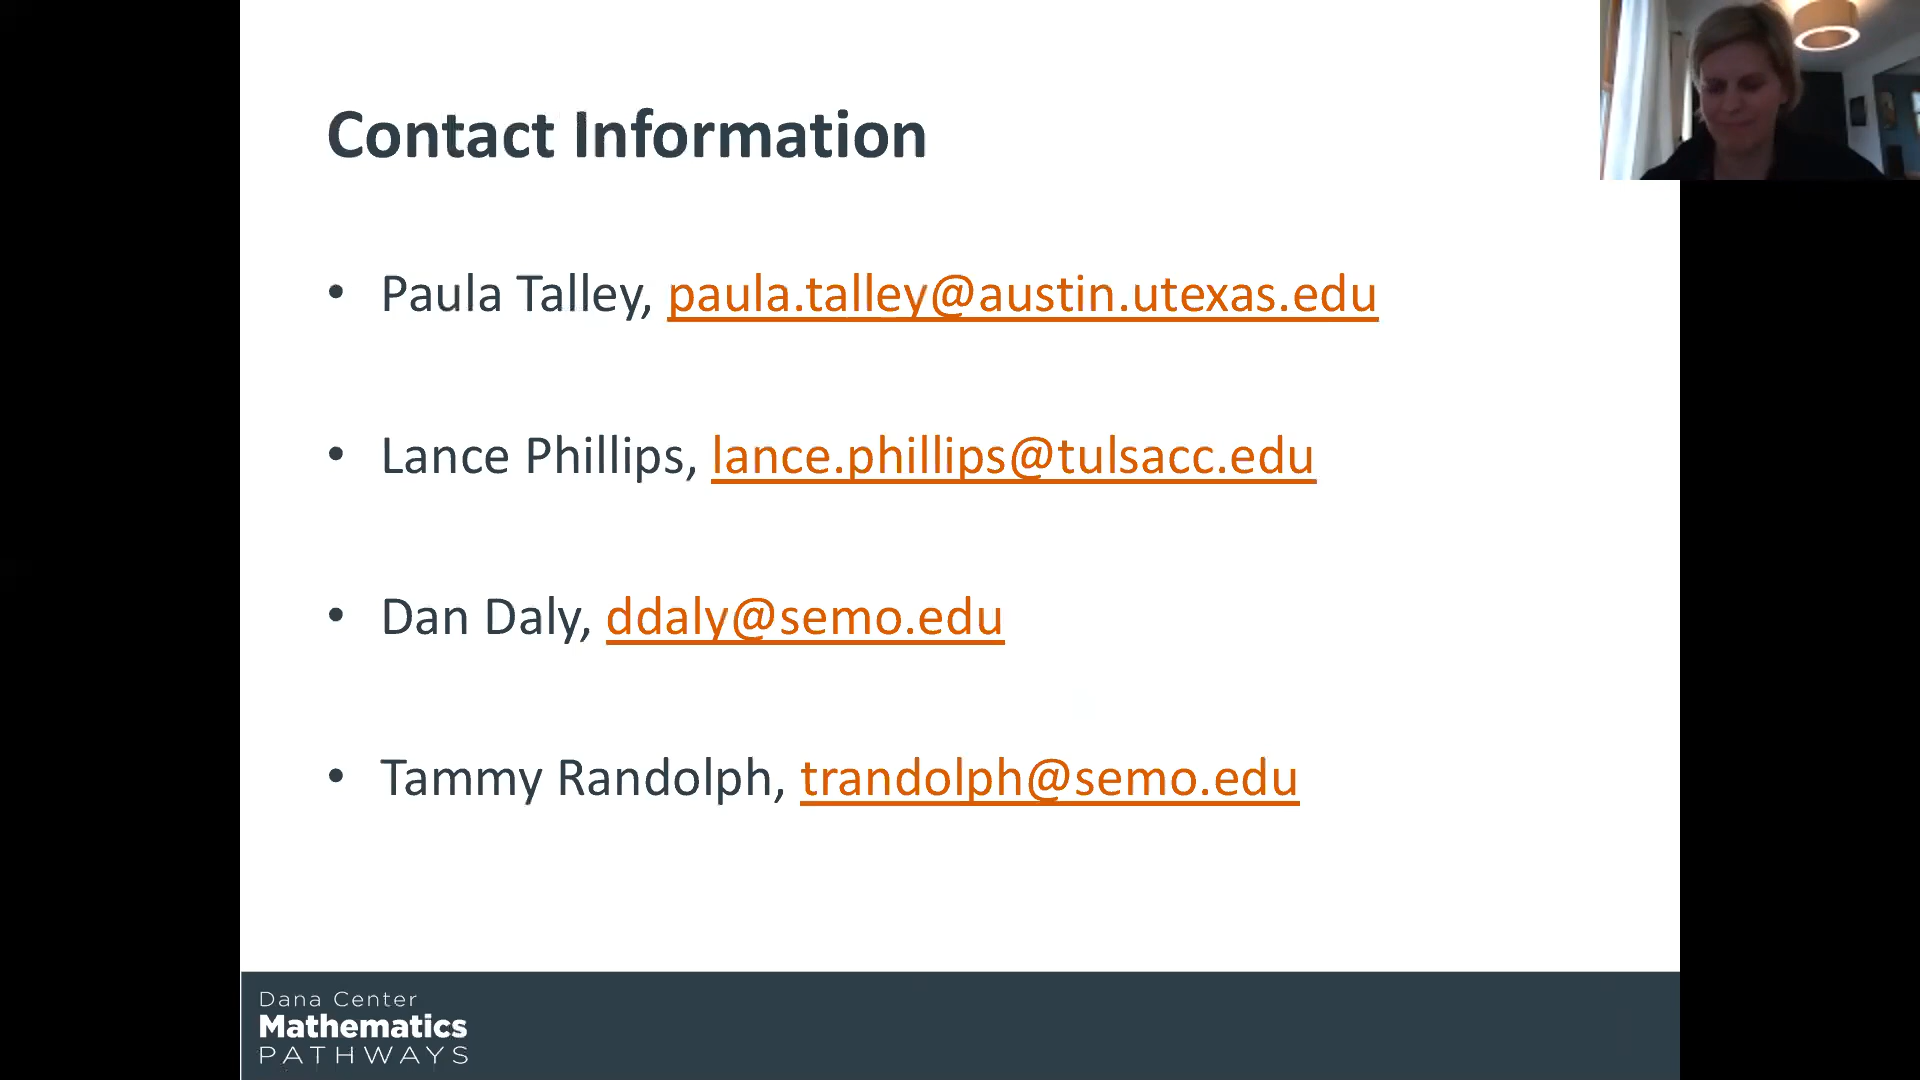 Contact Information
• Paula Talley, paula.talley@austin.utexas.edu
• Lance Phillips, lance.phillips@tulsacc.edu
• Dan Daly, ddaly@semo.edu
• Tammy Randolph, trandolph@semo.edu
Dana Center
Mathematics
PATHWAYS